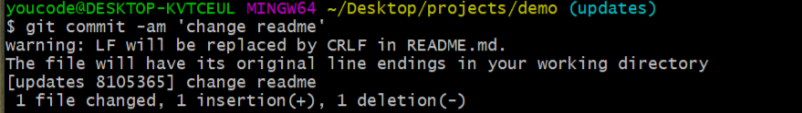 youcode@DESKTOP-KVTCEUL MINGW64 ~/Desktop/projects/demo (updates)
$ git commit -am 'change readme'
warning: LF will be replaced by CRLF in README.md.
The file will have its original line endings in your working directory
[updates 8105365] change readme
 1 file changed, 1 insertion(+), 1 deletion(-)